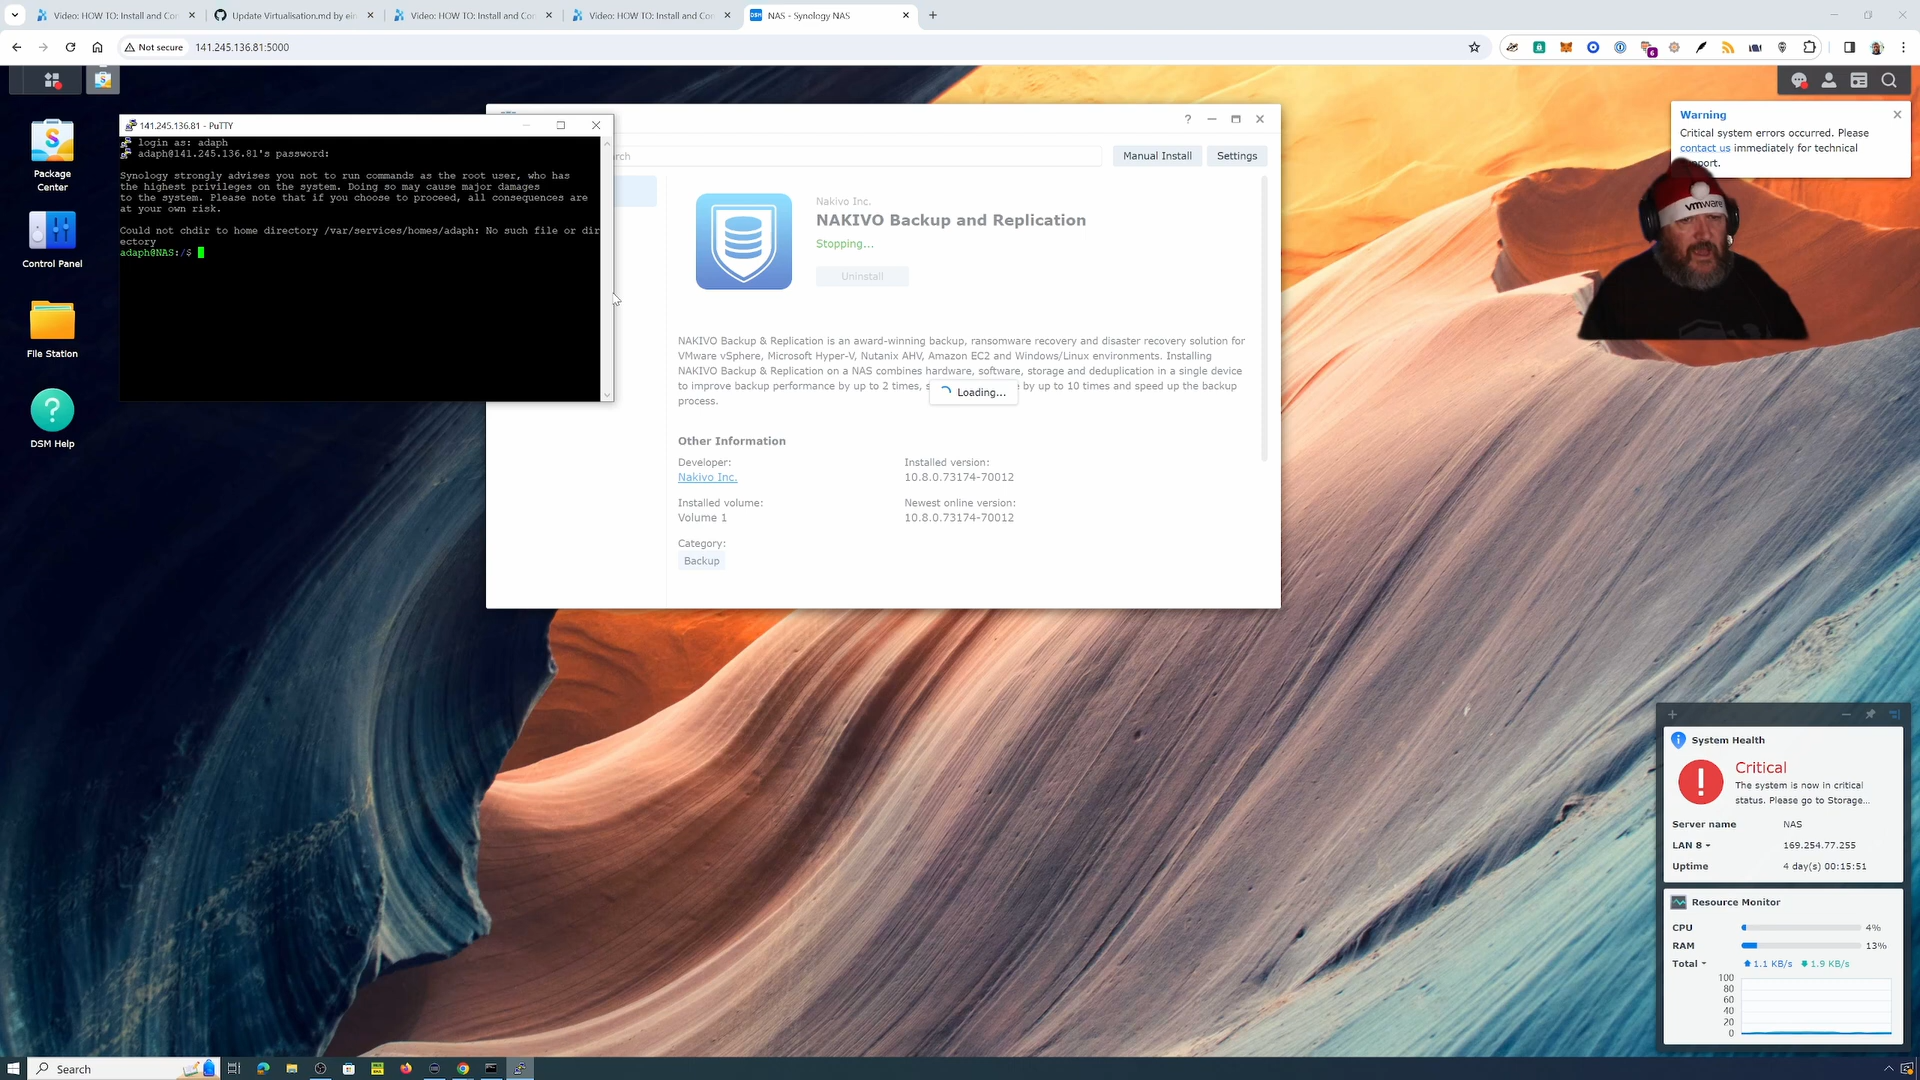 Video: HOW TO: Install and Cor
Update Virtualisation.md by ein
Video: HOW TO: Install and Cor
Video: HOW TO: Install and Cor
NAS - Synology NAS
Not secure
141.245.136.81:5000
6
Package
Center
Control Panel
File Station
DSM Help
141.245.136.81 - PuTTY
login as: adaph
adaph@141.245.136.81's password:
Synology strongly advises you not to run commands as the root user, who has
the highest privileges on the system. Doing so may cause major damages
to the system. Please note that if you choose to proceed, all consequences are
at your own risk.
Could not chdir to home directory /var/services/homes/adaph: No such file or dir
ectory
adaph@NAS:/$
rch
Manual Install
Settings
Nakivo Inc.
NAKIVO Backup and Replication
Stopping...
Uninstall
NAKIVO Backup & Replication is an award-winning backup, ransomware recovery and disaster recovery solution for
VMware vSphere, Microsoft Hyper-V, Nutanix AHV, Amazon EC2 and Windows/Linux environments. Installing
NAKIVO Backup & Replication on a NAS combines hardware, software, storage and deduplication in a single device
to improve backup performance by up to 2 times, s e by up to 10 times and speed up the backup
process.
Loading...
Other Information
Developer:
Nakivo Inc.
Installed version:
10.8.0.73174-70012
Installed volume:
Volume 1
Newest online version:
10.8.0.73174-70012
Category:
Backup
Warning
Critical system errors occurred. Please
contact us immediately for technical
pport.
vmware
System Health
Critical
The system is now in critical
status. Please go to Storage...
Server name NAS
LAN 8 169.254.77.255
Uptime 4 day(s) 00:15:51
Resource Monitor
CPU 4%
RAM 13%
Total 1.1 KB/s 1.9 KB/s
100
80
60
40
20
0
Search